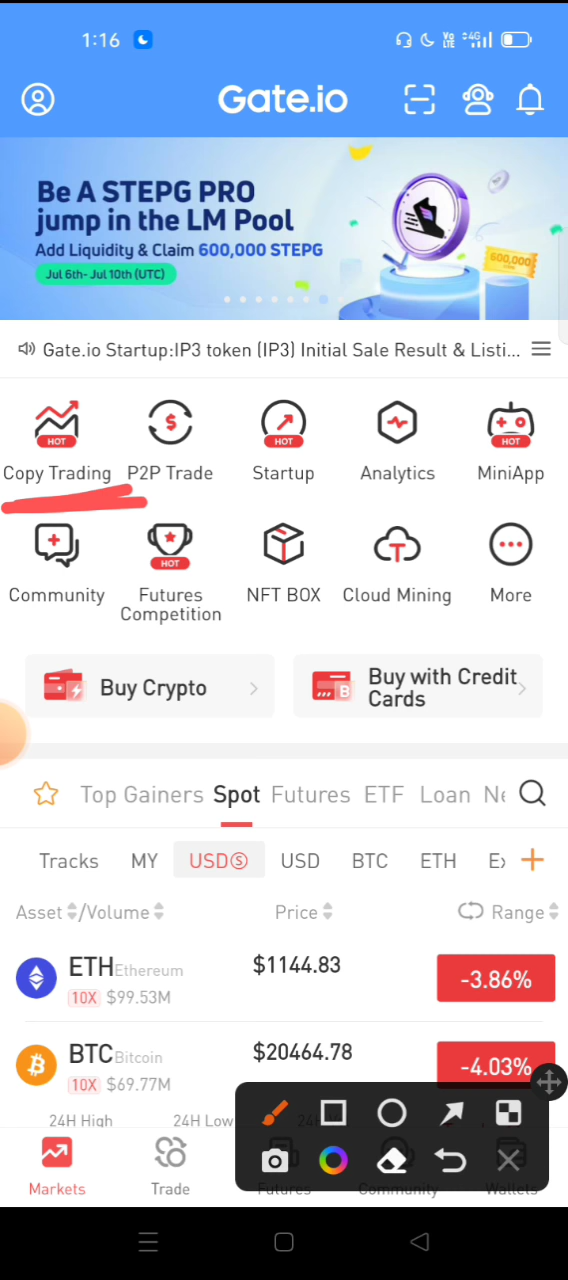 1:16
Vo LTE 4G
Gate.io
Be A STEPG PRO
jump in the LM Pool
Add Liquidity & Claim 600,000 STEPG
600,000
Jul 6th- Jul 10th (UTC)
Gate.io Startup:IP3 token (IP3) Initial Sale Result & Listi...
HOT HOT HOT
Copy Trading P2P Trade Startup Analytics MiniApp
HOT
Community Futures NFT BOX Cloud Mining More
Competition
Buy Crypto
Buy with Credit
Cards
Top Gainers Spot Futures ETF Loan
Tracks MY USDⓈ USD BTC ETH
Asset /Volume Price Range
ETH Ethereum $1144.83 -3.86%
10X $99.53M
BTC Bitcoin $20464.78 -4.03%
10X $69.77M
24H High 24H Low
Markets Trade Futures Community Wallets